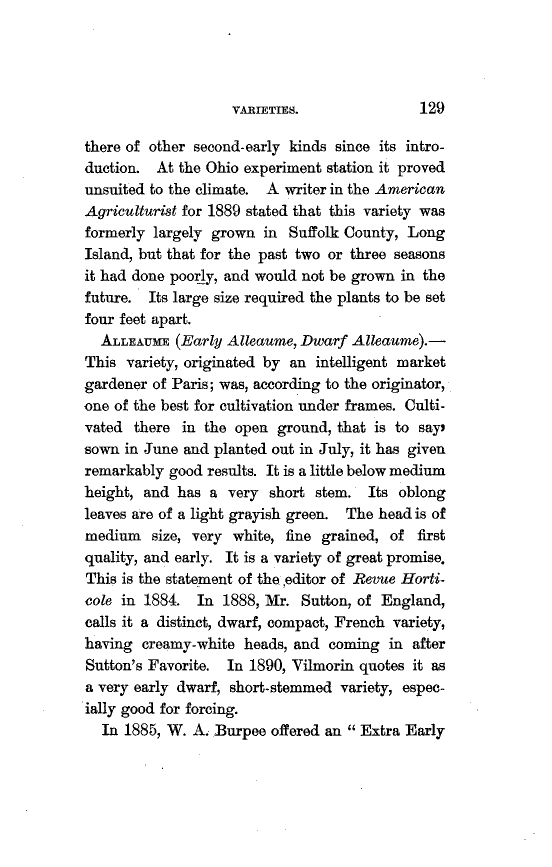 VARIETIES. 129
there of other second-early kinds since its intro-
duction. At the Ohio experiment station it proved
unsuited to the climate. A writer in the American
Agriculturist for 1889 stated that this variety was
formerly largely grown in Suffolk County, Long
Island, but that for the past two or three seasons
it had done poorly, and would not be grown in the
future. Its large size required the plants to be set
four feet apart.
ALLEAUME (Early Alleaume, Dwarf Alleaume).—
This variety, originated by an intelligent market
gardener of Paris; was, according to the originator,
one of the best for cultivation under frames. Culti-
vated there in the open ground, that is to say,
sown in June and planted out in July, it has given
remarkably good results. It is a little below medium
height, and has a very short stem. Its oblong
leaves are of a light grayish green. The head is of
medium size, very white, fine grained, of first
quality, and early. It is a variety of great promise.
This is the statement of the editor of Revue Horti-
cole in 1884. In 1888, Mr. Sutton, of England,
calls it a distinct, dwarf, compact, French variety,
having creamy-white heads, and coming in after
Sutton's Favorite. In 1890, Vilmorin quotes it as
a very early dwarf, short-stemmed variety, espec-
ially good for forcing.
In 1885, W. A. Burpee offered an “ Extra Early